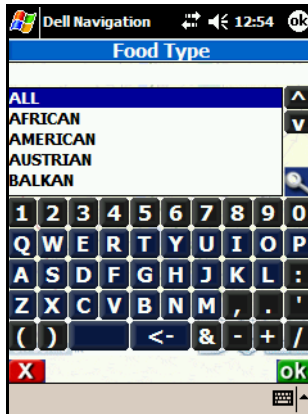 Dell Navigation 12:54 ok
Food Type
ALL
AFRICAN
AMERICAN
AUSTRIAN
BALKAN
^
v
1 2 3 4 5 6 7 8 9 0
Q W E R T Y U I O P
A S D F G H J K L :
Z X C V B N M , . '
( ) <- & - + /
X ok